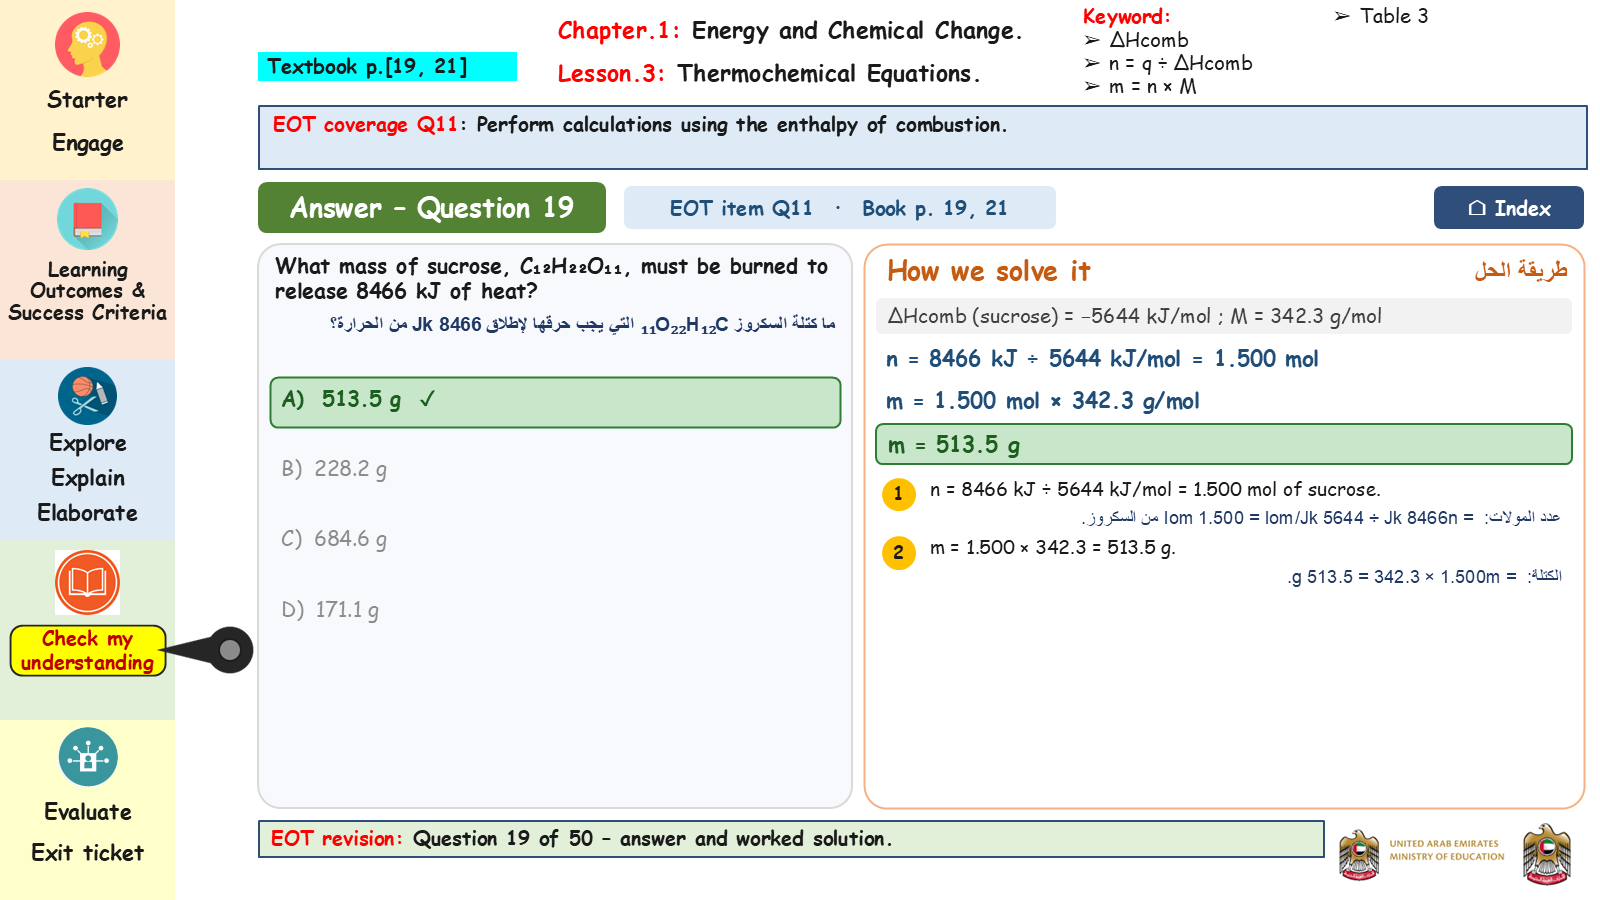 Starter
Engage
Learning
Outcomes &
Success Criteria
Explore
Explain
Elaborate
Check my
understanding
Evaluate
Exit ticket
Textbook p.[19, 21]
Chapter.1: Energy and Chemical Change.
Lesson.3: Thermochemical Equations.
Keyword:
➢ ΔHcomb
➢ n = q ÷ ΔHcomb
➢ m = n × M
➢ Table 3
EOT coverage Q11: Perform calculations using the enthalpy of combustion.
Answer – Question 19
EOT item Q11 · Book p. 19, 21
⌂ Index
What mass of sucrose, C₁₂H₂₂O₁₁, must be burned to
release 8466 kJ of heat?
ما كتلة السكروز ₁₁O₂₂H₁₂C التي يجب حرقها لإطلاق 8466 Jk من الحرارة؟
A) 513.5 g ✓
B) 228.2 g
C) 684.6 g
D) 171.1 g
How we solve it
طريقة الحل
ΔHcomb (sucrose) = −5644 kJ/mol ; M = 342.3 g/mol
n = 8466 kJ ÷ 5644 kJ/mol = 1.500 mol
m = 1.500 mol × 342.3 g/mol
m = 513.5 g
1 n = 8466 kJ ÷ 5644 kJ/mol = 1.500 mol of sucrose.
عدد المولات: = lom 1.500 = lom/Jk 5644 ÷ Jk 8466n من السكروز.
2 m = 1.500 × 342.3 = 513.5 g.
الكتلة: = g 513.5 = 342.3 × 1.500m.
EOT revision: Question 19 of 50 – answer and worked solution.
UNITED ARAB EMIRATES
MINISTRY OF EDUCATION